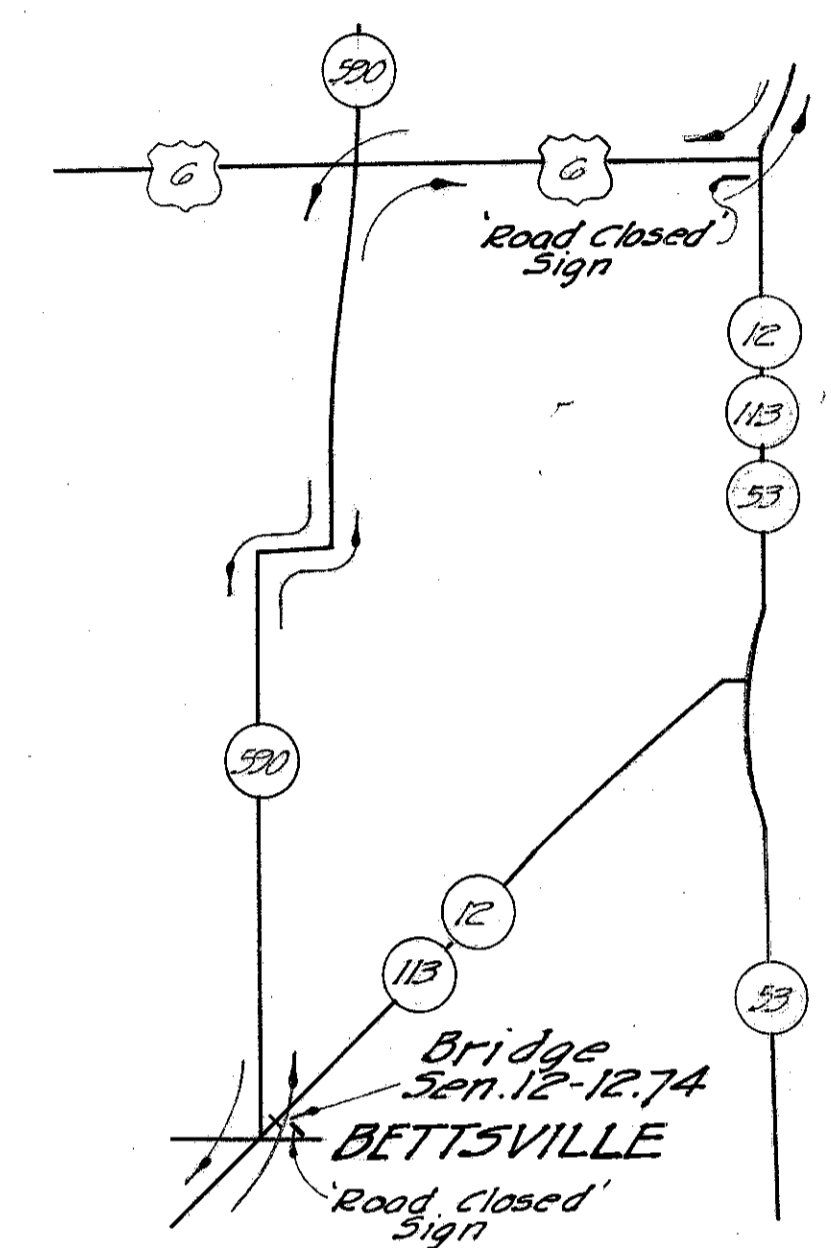 590
6
6
'Road Closed'
Sign
12
113
53
590
12
113
53
Bridge
Sen.12-12.74
BETTSVILLE
'Road Closed'
Sign